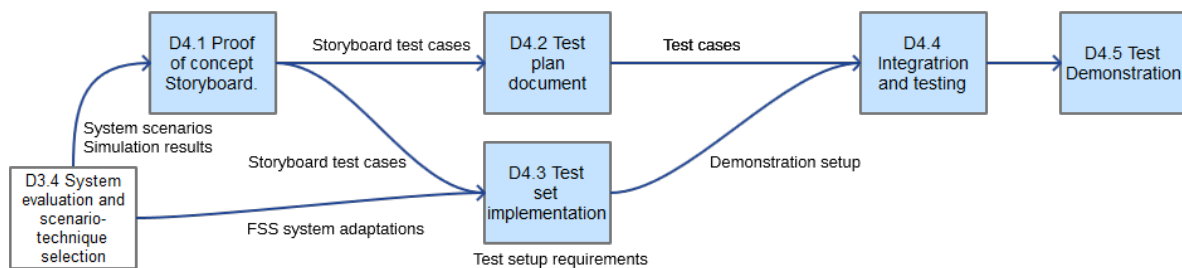 D4.1 Proof
of concept
Storyboard.
Storyboard test cases
D4.2 Test
plan
document
Test cases
D4.4
Integratrion
and testing
D4.5 Test
Demonstration
System scenarios
Simulation results
Storyboard test cases
D4.3 Test
set
implementation
Demonstration setup
D3.4 System
evaluation and
scenario-
technique
selection
FSS system adaptations
Test setup requirements